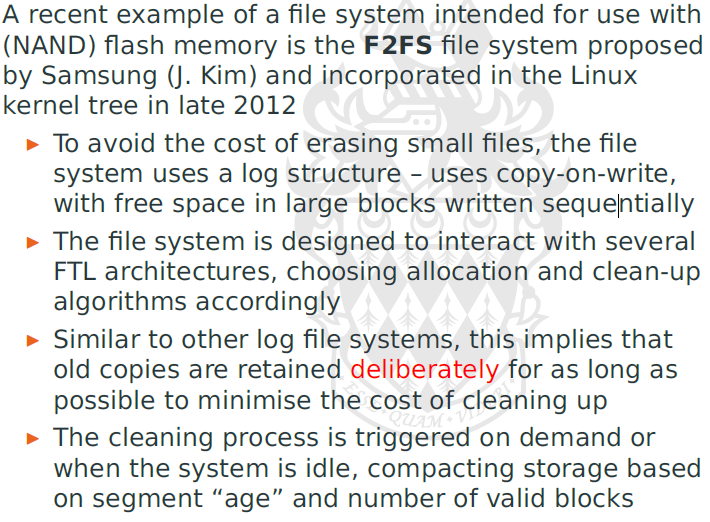 A recent example of a file system intended for use with
(NAND) flash memory is the F2FS file system proposed
by Samsung (J. Kim) and incorporated in the Linux
kernel tree in late 2012
► To avoid the cost of erasing small files, the file
system uses a log structure – uses copy-on-write,
with free space in large blocks written sequentially
► The file system is designed to interact with several
FTL architectures, choosing allocation and clean-up
algorithms accordingly
► Similar to other log file systems, this implies that
old copies are retained deliberately for as long as
possible to minimise the cost of cleaning up
► The cleaning process is triggered on demand or
when the system is idle, compacting storage based
on segment “age” and number of valid blocks